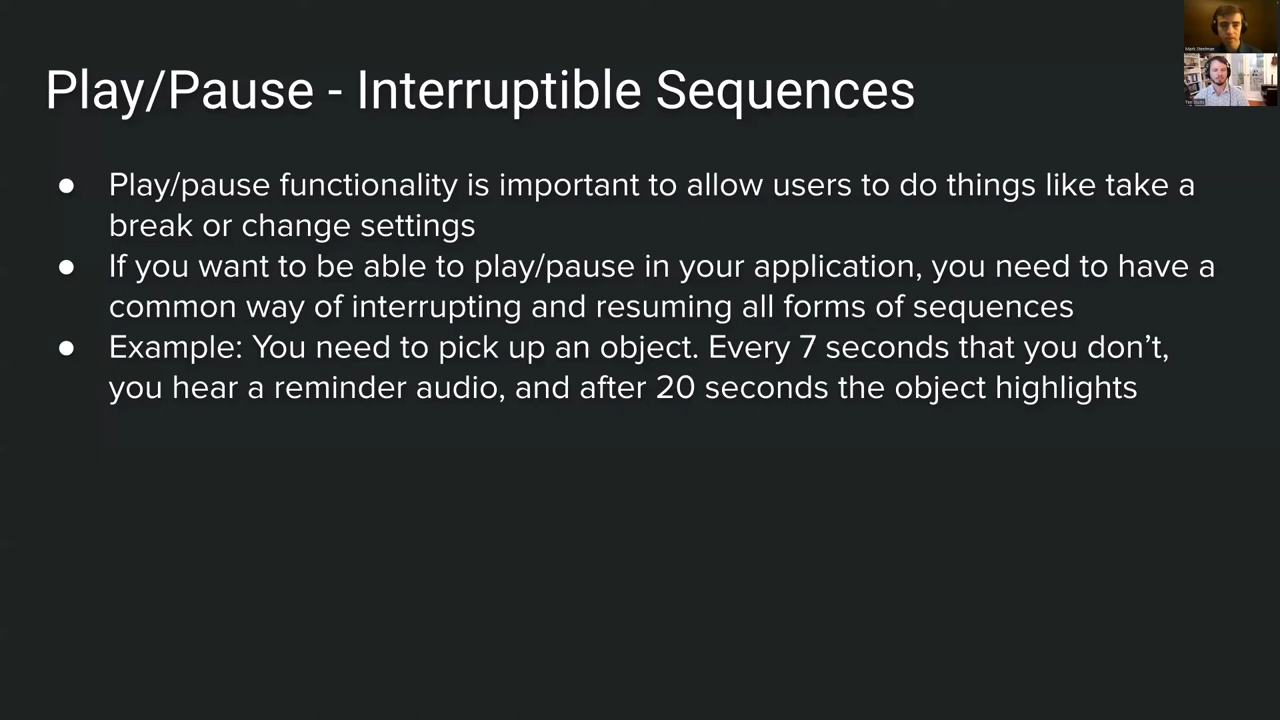 Play/Pause - Interruptible Sequences
● Play/pause functionality is important to allow users to do things like take a
break or change settings
● If you want to be able to play/pause in your application, you need to have a
common way of interrupting and resuming all forms of sequences
● Example: You need to pick up an object. Every 7 seconds that you don’t,
you hear a reminder audio, and after 20 seconds the object highlights